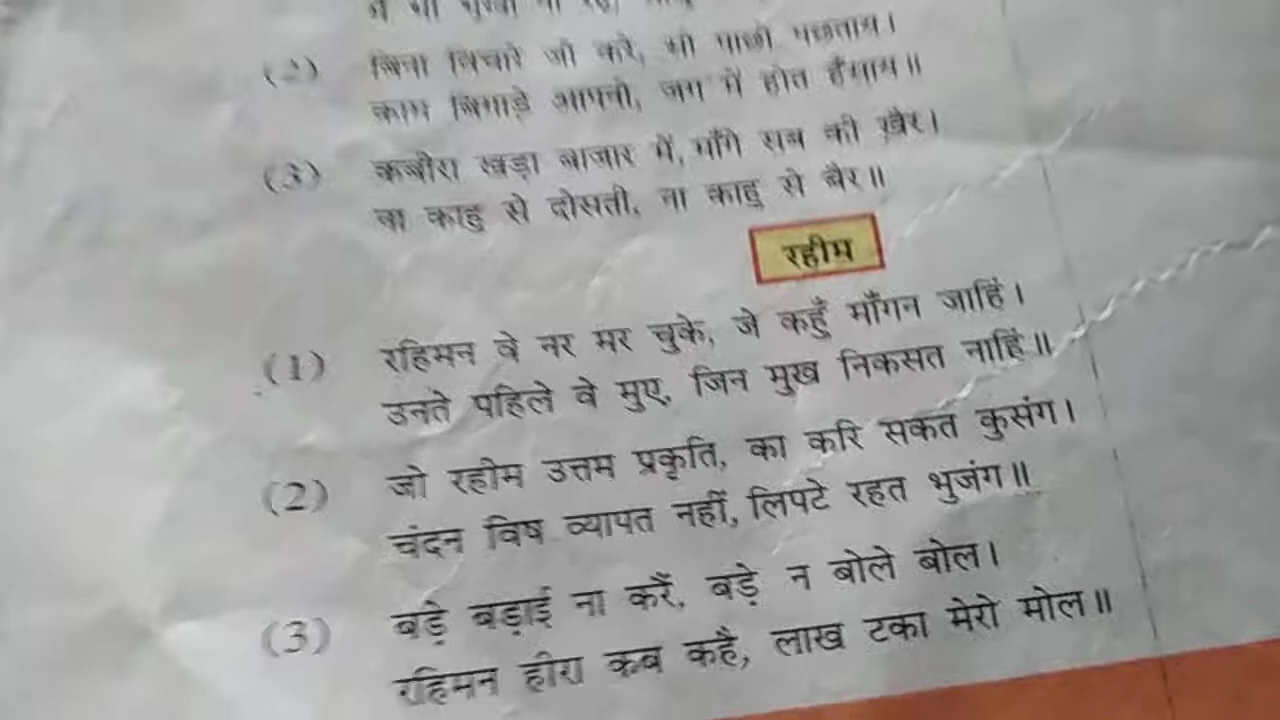 (2) बिना बिचारे जो करे, सो पाछे पछताय।
काम बिगाड़े आपनो, जग में होत हँसाय॥
(3) कबीरा खड़ा बाजार में, माँगे सब की ख़ैर।
ना काहु से दोसती, ना काहु से बैर॥
रहीम
(1) रहिमन वे नर मर चुके, जे कहुँ माँगन जाहिं।
उनते पहिले वे मुए, जिन मुख निकसत नाहिं॥
(2) जो रहीम उत्तम प्रकृति, का करि सकत कुसंग।
चंदन विष व्यापत नहीं, लिपटे रहत भुजंग॥
(3) बड़े बड़ाई ना करैं, बड़े न बोले बोल।
रहिमन हीरा कब कहै, लाख टका मेरो मोल॥